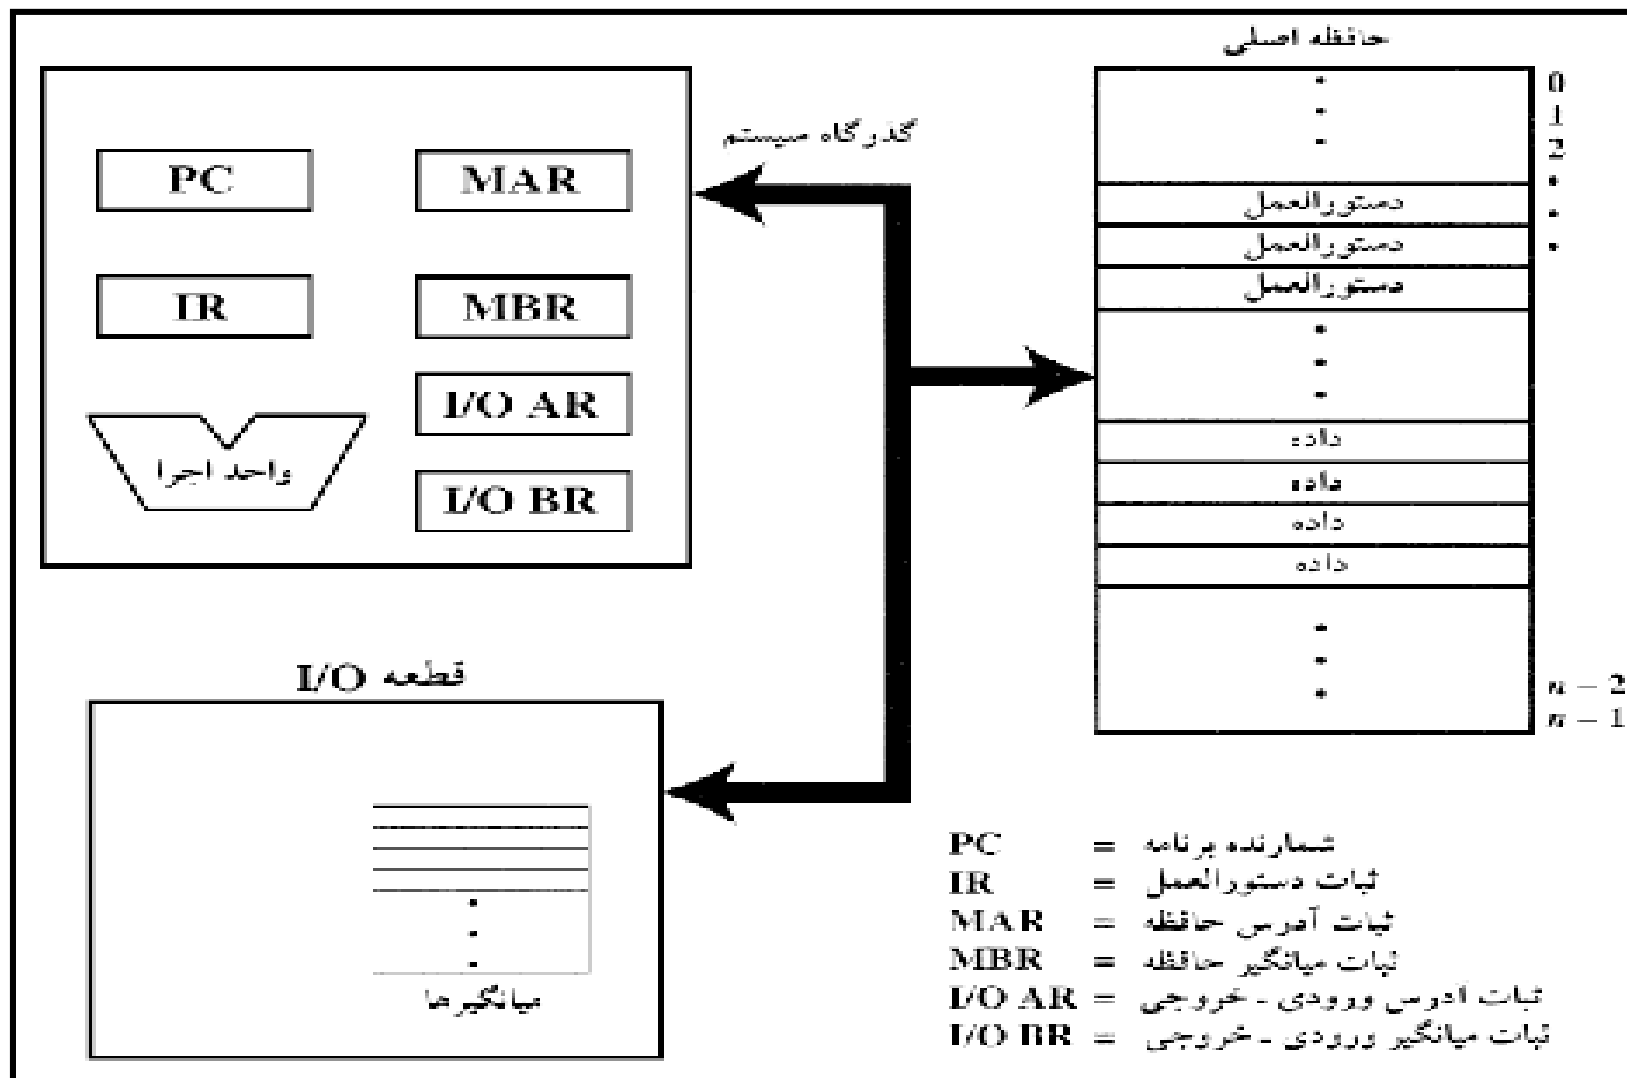 حافظه اصلی
0
1
2
PC
MAR
گذرگاه سیستم
دستورالعمل
دستورالعمل
IR
MBR
دستورالعمل
I/O AR
واحد اجرا
I/O BR
داده
داده
داده
داده
قطعه I/O
n – 2
n – 1
میانگیرها
PC = شمارنده برنامه
IR = ثبات دستورالعمل
MAR = ثبات آدرس حافظه
MBR = ثبات میانگیر حافظه
I/O AR = ثبات آدرس ورودی - خروجی
I/O BR = ثبات میانگیر ورودی - خروجی